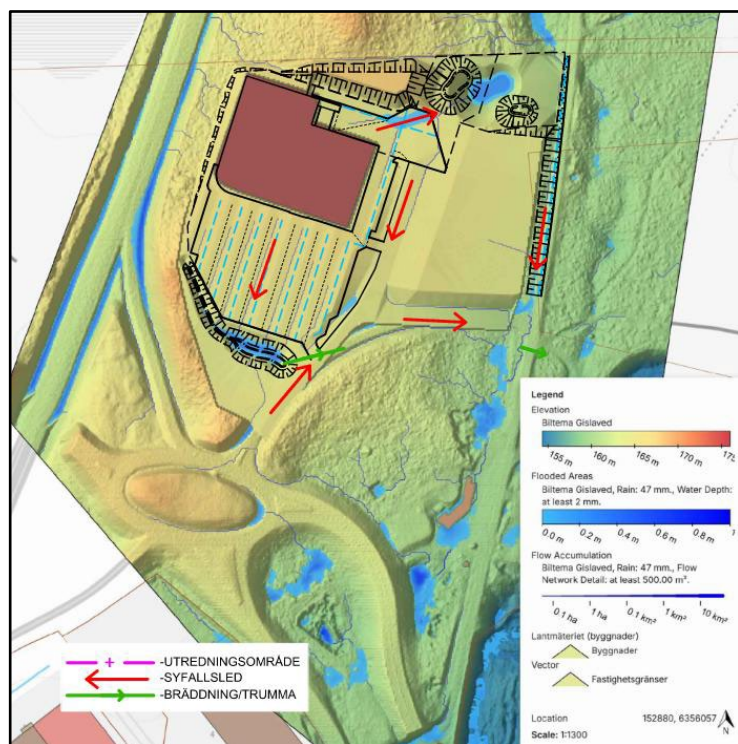 Legend
Elevation
Biltema Gislaved
155 m 160 m 165 m 170 m 175
Flooded Areas
Biltema Gislaved, Rain: 47 mm., Water Depth:
at least 2 mm.
0.0 m 0.2 m 0.4 m 0.6 m 0.8 m 1
Flow Accumulation
Biltema Gislaved, Rain: 47 mm., Flow
Network Detail: at least 500.00 m².
0.1 ha 1 ha 0.1 km² 1 km² 10 km²
Lantmäteriet (byggnader)
Byggnader
Vector
Fastighetsgränser
Location 152880, 6356057
Scale: 1:1300
N
-UTREDNINGSOMRÅDE
-SYFALLSLED
-BRÄDDNING/TRUMMA
4